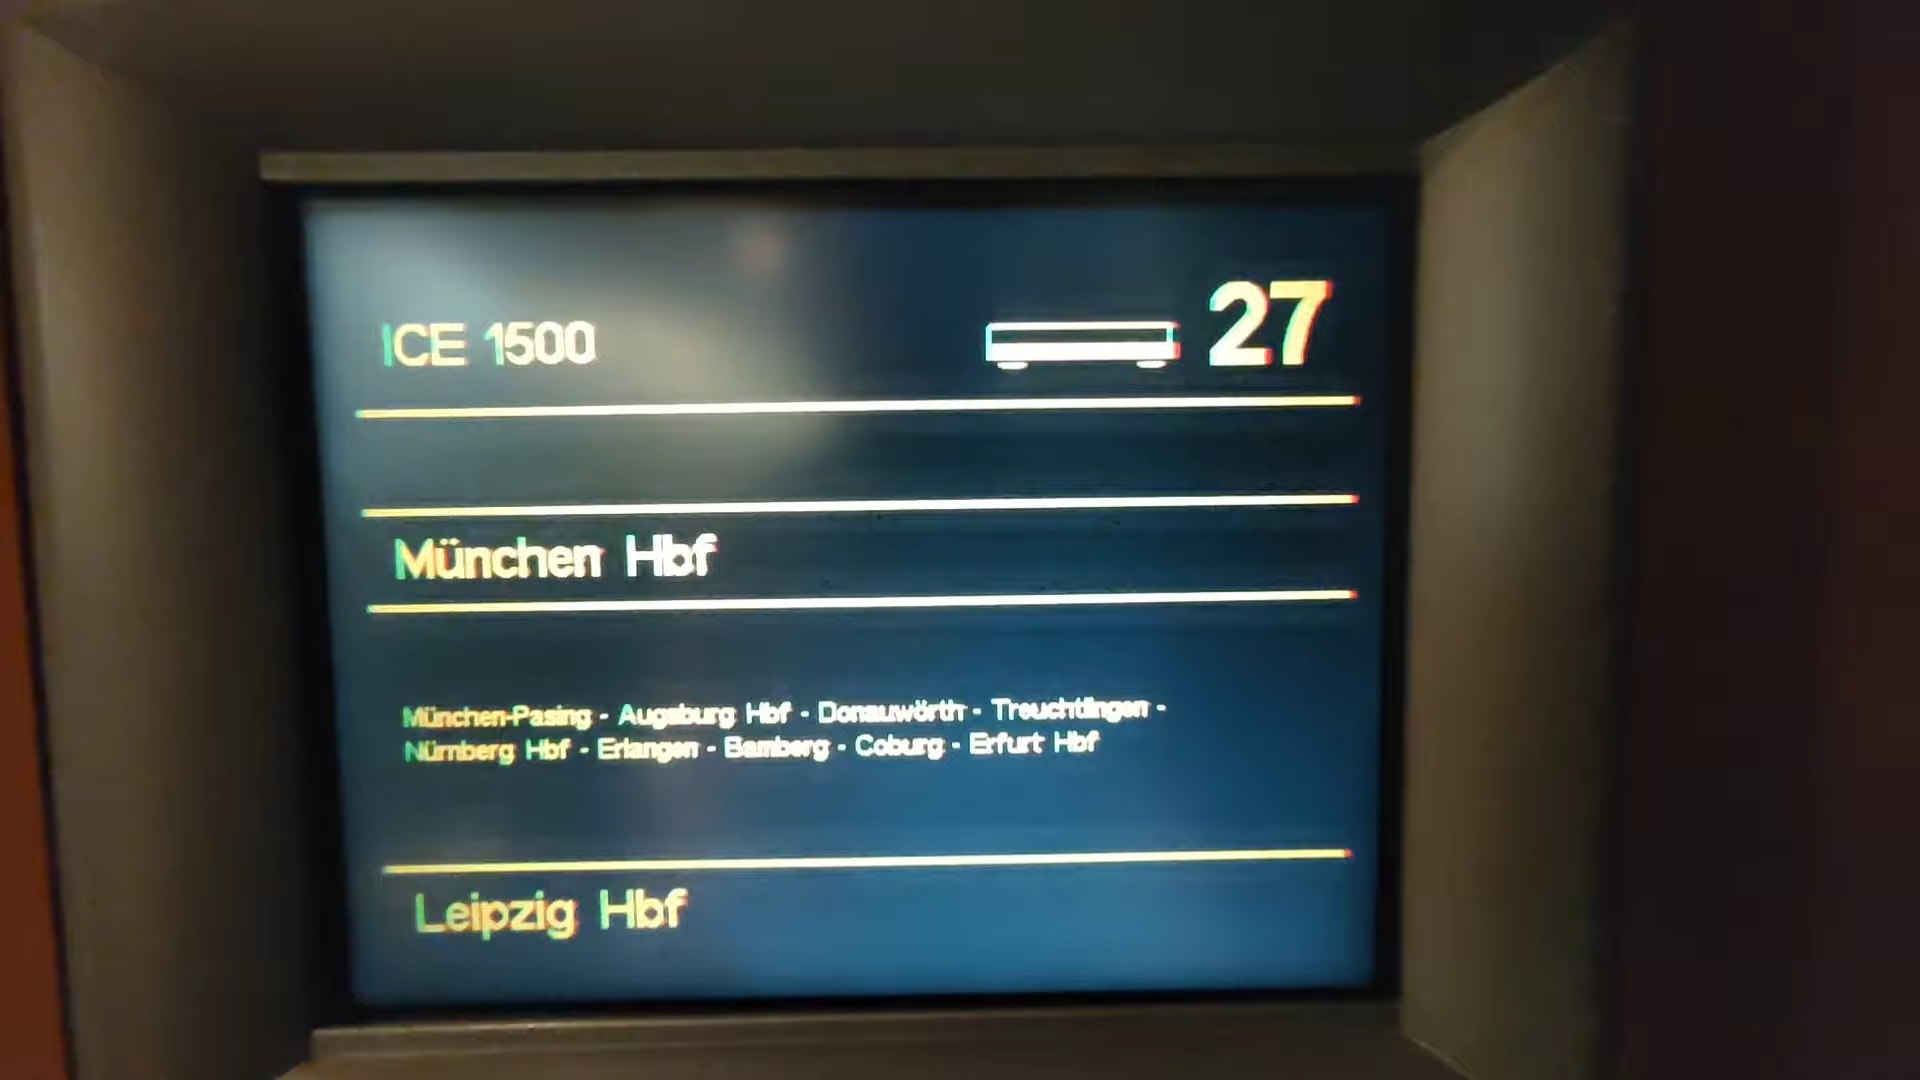 ICE 1500 27
München Hbf
München-Pasing - Augsburg Hbf - Donauwörth - Treuchtlingen -
Nürnberg Hbf - Erlangen - Bamberg - Coburg - Erfurt Hbf
Leipzig Hbf